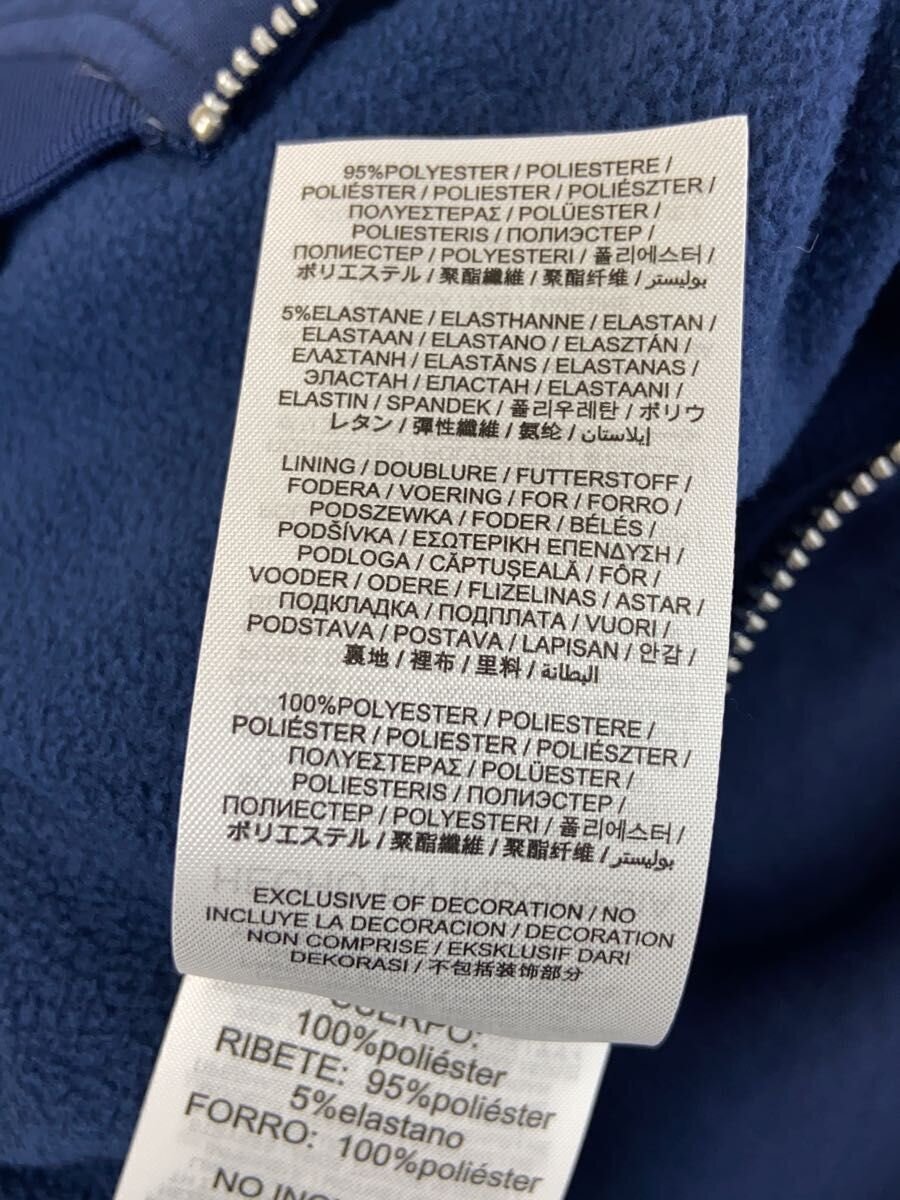 95%POLYESTER / POLIESTERE /
POLIÉSTER / POLIESTER / POLIÉSZTER /
ΠΟΛΥΕΣΤΕΡΑΣ / POLÜESTER /
POLIESTERIS / ПОЛИЭСТЕР /
ПОЛИЕСТЕР / POLYESTERI / 폴리에스터 /
ポリエステル / 聚酯纖維 / 聚酯纤维 / بوليستر
5%ELASTANE / ELASTHANNE / ELASTAN /
ELASTAAN / ELASTANO / ELASZTÁN /
ΕΛΑΣΤΑΝΗ / ELASTĀNS / ELASTANAS /
ЭЛАСТАН / ЕЛАСТАН / ELASTAANI /
ELASTIN / SPANDEK / 폴리우레탄 / ポリウ
レタン / 彈性纖維 / 氨纶 / إيلاستان
LINING / DOUBLURE / FUTTERSTOFF /
FODERA / VOERING / FOR / FORRO /
PODSZEWKA / FODER / BÉLÉS /
PODŠÍVKA / ΕΣΩΤΕΡΙΚΗ ΕΠΕΝΔΥΣΗ /
PODLOGA / CĂPTUȘEALĂ / FÔR /
VOODER / ODERE / FLIZELINAS / ASTAR /
ПОДКЛАДКА / ПОДПЛАТА / VUORI /
PODSTAVA / POSTAVA / LAPISAN / 안감 /
裏地 / 裡布 / 里料 / البطانة
100%POLYESTER / POLIESTERE /
POLIÉSTER / POLIESTER / POLIÉSZTER /
ΠΟΛΥΕΣΤΕΡΑΣ / POLÜESTER /
POLIESTERIS / ПОЛИЭСТЕР /
ПОЛИЕСТЕР / POLYESTERI / 폴리에스터 /
ポリエステル / 聚酯纖維 / 聚酯纤维 / بوليستر
EXCLUSIVE OF DECORATION / NO
INCLUYE LA DECORACION / DECORATION
NON COMPRISE / EKSKLUSIF DARI
DEKORASI / 不包括装饰部分
CUERPO:
100%poliéster
RIBETE: 95%poliéster
5%elastano
FORRO: 100%poliéster
NO